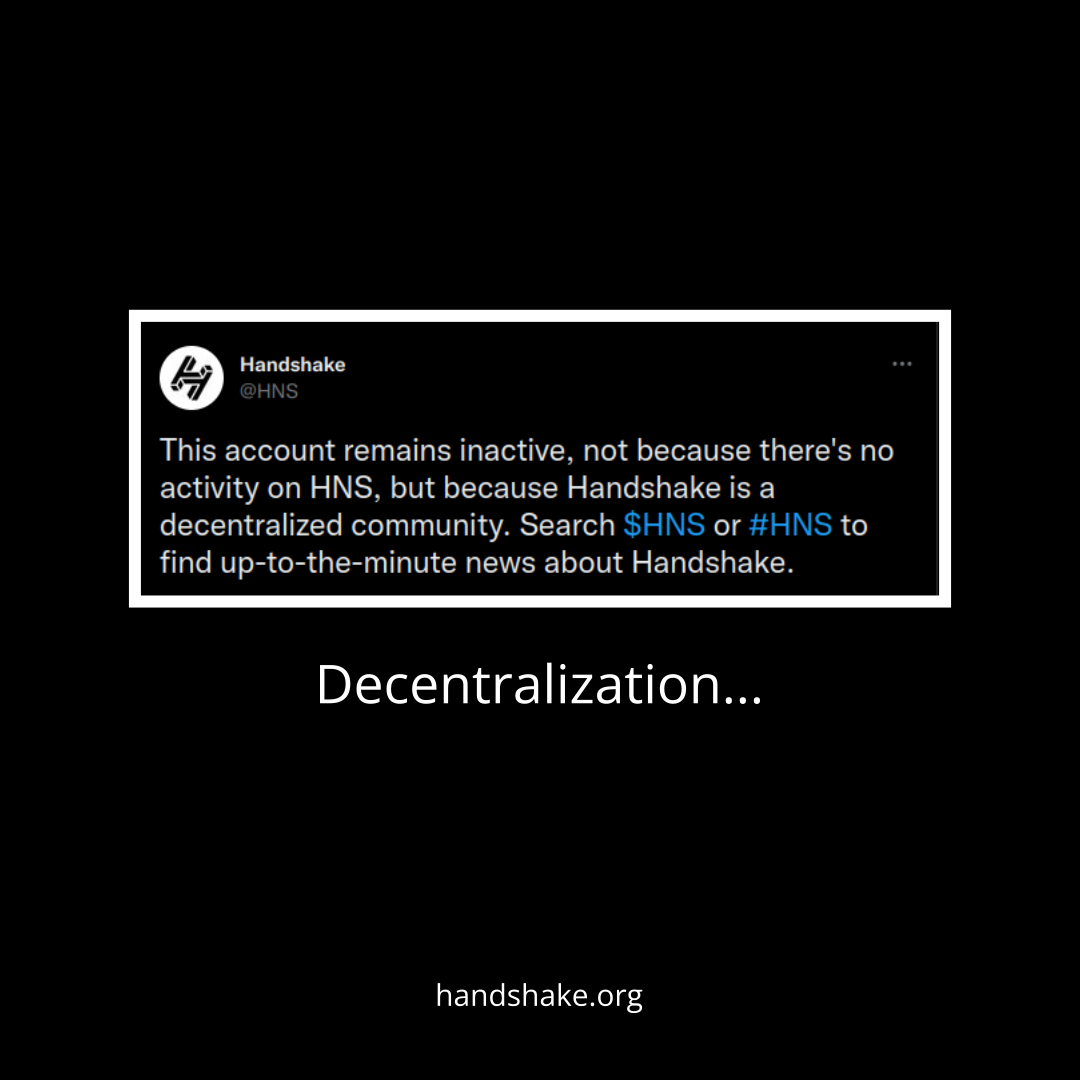 Handshake
@HNS
This account remains inactive, not because there's no
activity on HNS, but because Handshake is a
decentralized community. Search $HNS or #HNS to
find up-to-the-minute news about Handshake.
Decentralization...
handshake.org